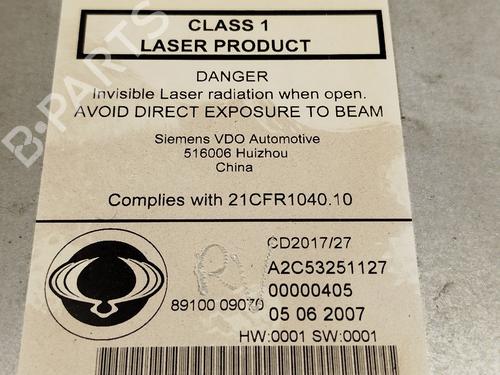 CLASS 1
LASER PRODUCT
DANGER
Invisible Laser radiation when open.
AVOID DIRECT EXPOSURE TO BEAM
Siemens VDO Automotive
516006 Huizhou
China
Complies with 21CFR1040.10
CD2017/27
A2C53251127
89100 09070
00000405
05 06 2007
HW:0001 SW:0001
B-PARTS